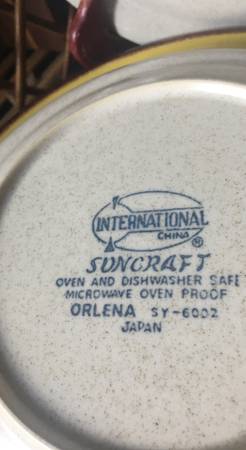 INTERNATIONAL
CHINA ®
SUNCRAFT
OVEN AND DISHWASHER SAFE
MICROWAVE OVEN PROOF
ORLENA SY-6002
JAPAN